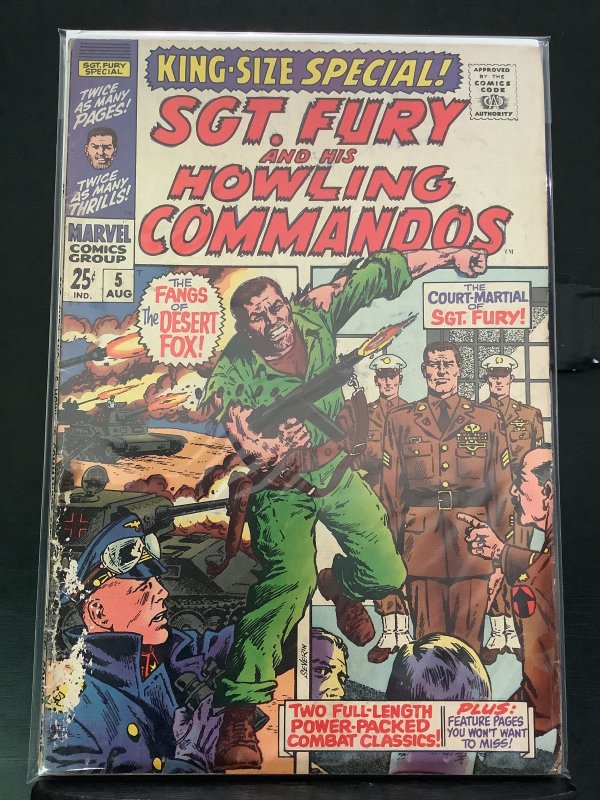 SGT. FURY
SPECIAL
TWICE
AS MANY
PAGES!
TWICE
AS MANY
THRILLS!
MARVEL
COMICS
GROUP
25¢
IND.
5
AUG
KING-SIZE SPECIAL!
APPROVED
BY THE
COMICS
CODE
CA
AUTHORITY
SGT. FURY
AND HIS
HOWLING
COMMANDOS
TM
THE
FANGS
OF
The DESERT
FOX!
THE
COURT-MARTIAL
OF
SGT. FURY!
SEVERIN
TWO FULL-LENGTH
POWER-PACKED
COMBAT CLASSICS!
PLUS:
FEATURE PAGES
YOU WON'T WANT
TO MISS!